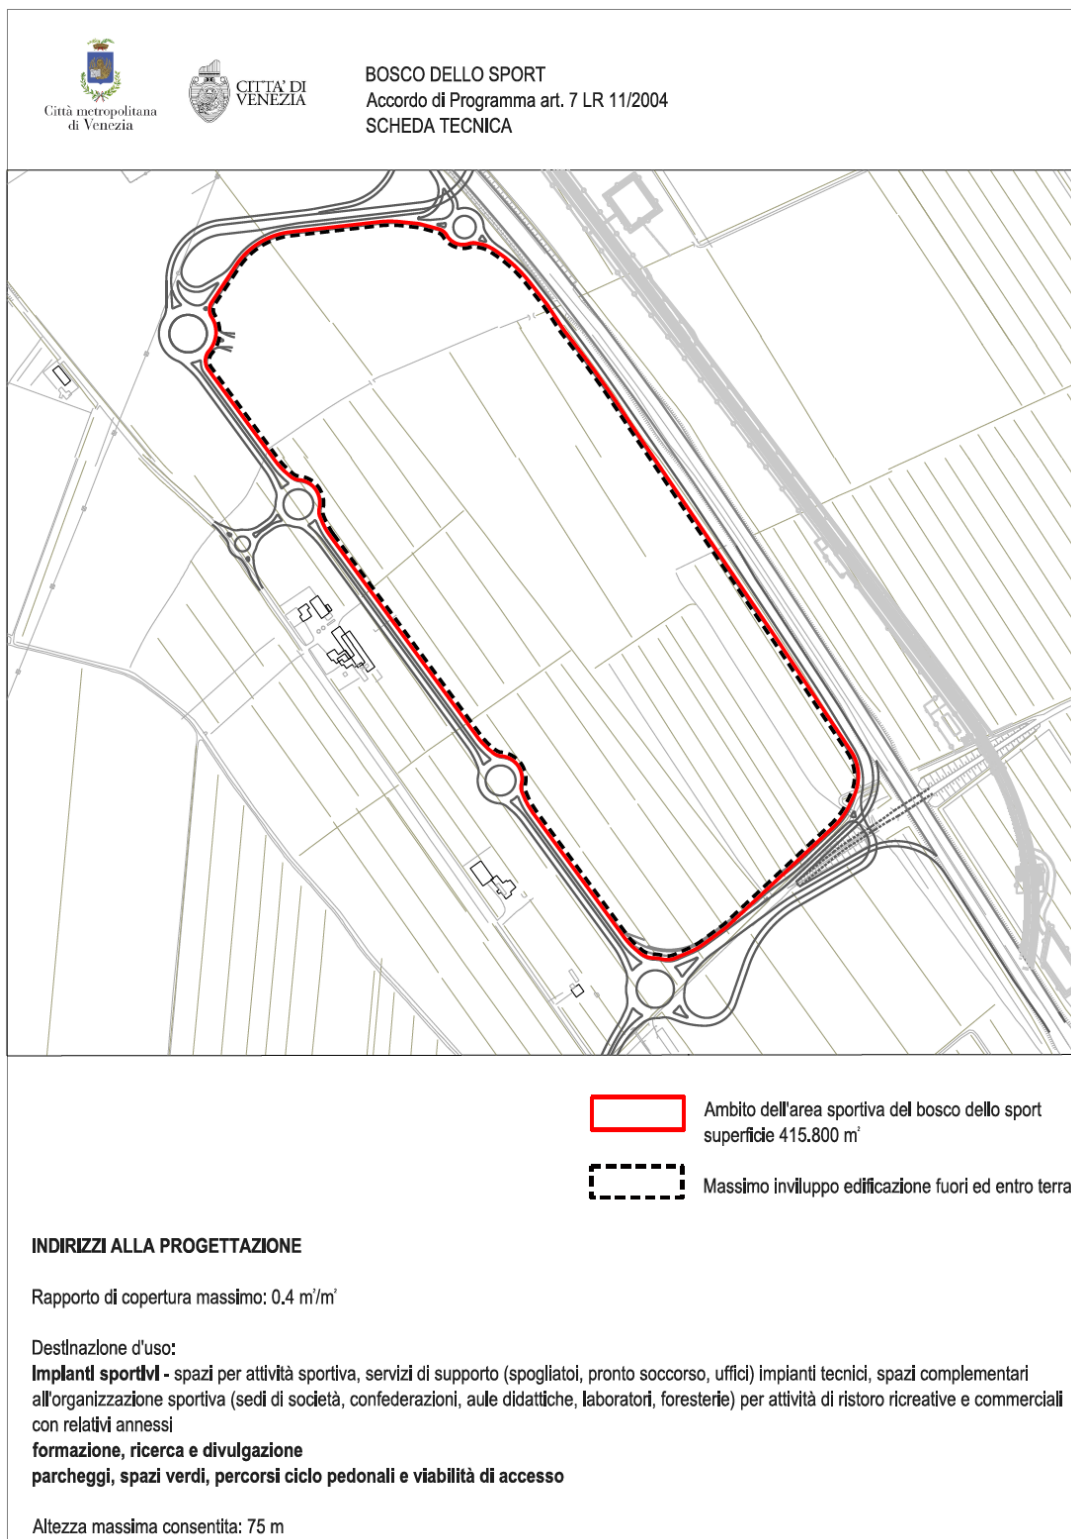 Città metropolitana
di Venezia
CITTA' DI
VENEZIA
BOSCO DELLO SPORT
Accordo di Programma art. 7 LR 11/2004
SCHEDA TECNICA
Ambito dell'area sportiva del bosco dello sport
superficie 415.800 m²
Massimo inviluppo edificazione fuori ed entro terra
INDIRIZZI ALLA PROGETTAZIONE
Rapporto di copertura massimo: 0.4 m²/m²
Destinazione d'uso:
Impianti sportivi - spazi per attività sportiva, servizi di supporto (spogliatoi, pronto soccorso, uffici) impianti tecnici, spazi complementari
all'organizzazione sportiva (sedi di società, confederazioni, aule didattiche, laboratori, foresterie) per attività di ristoro ricreative e commerciali
con relativi annessi
formazione, ricerca e divulgazione
parcheggi, spazi verdi, percorsi ciclo pedonali e viabilità di accesso
Altezza massima consentita: 75 m